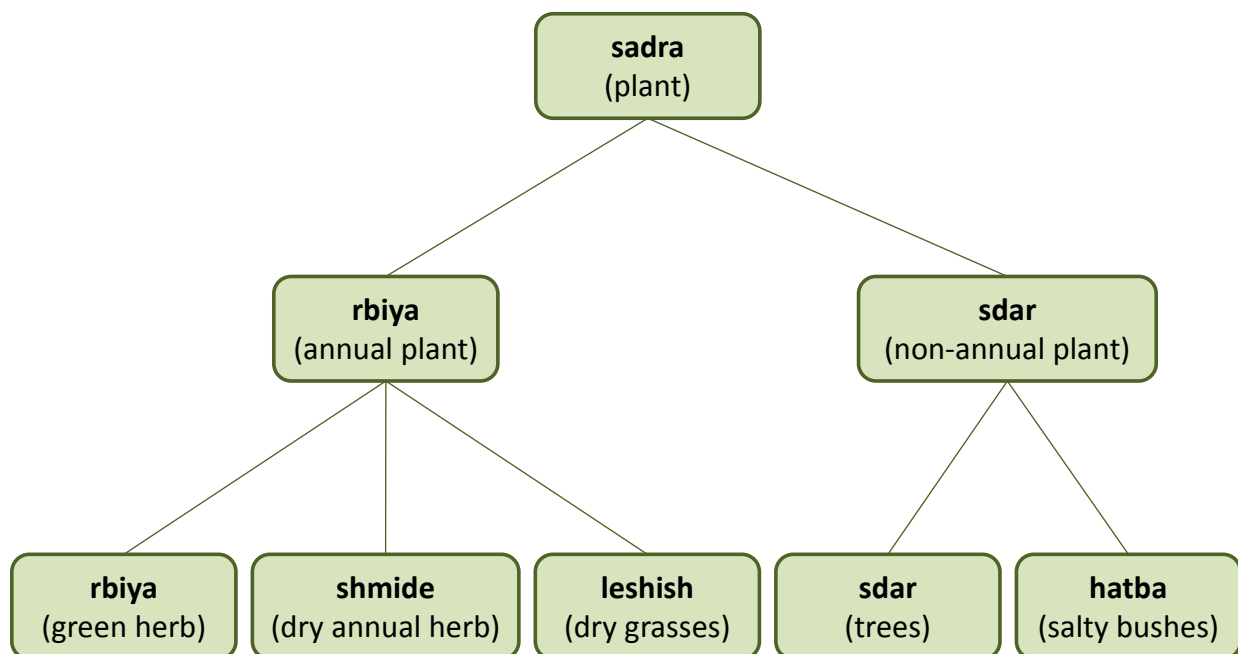 sadra
(plant)
rbiya
(annual plant)
sdar
(non-annual plant)
rbiya
(green herb)
shmide
(dry annual herb)
leshish
(dry grasses)
sdar
(trees)
hatba
(salty bushes)